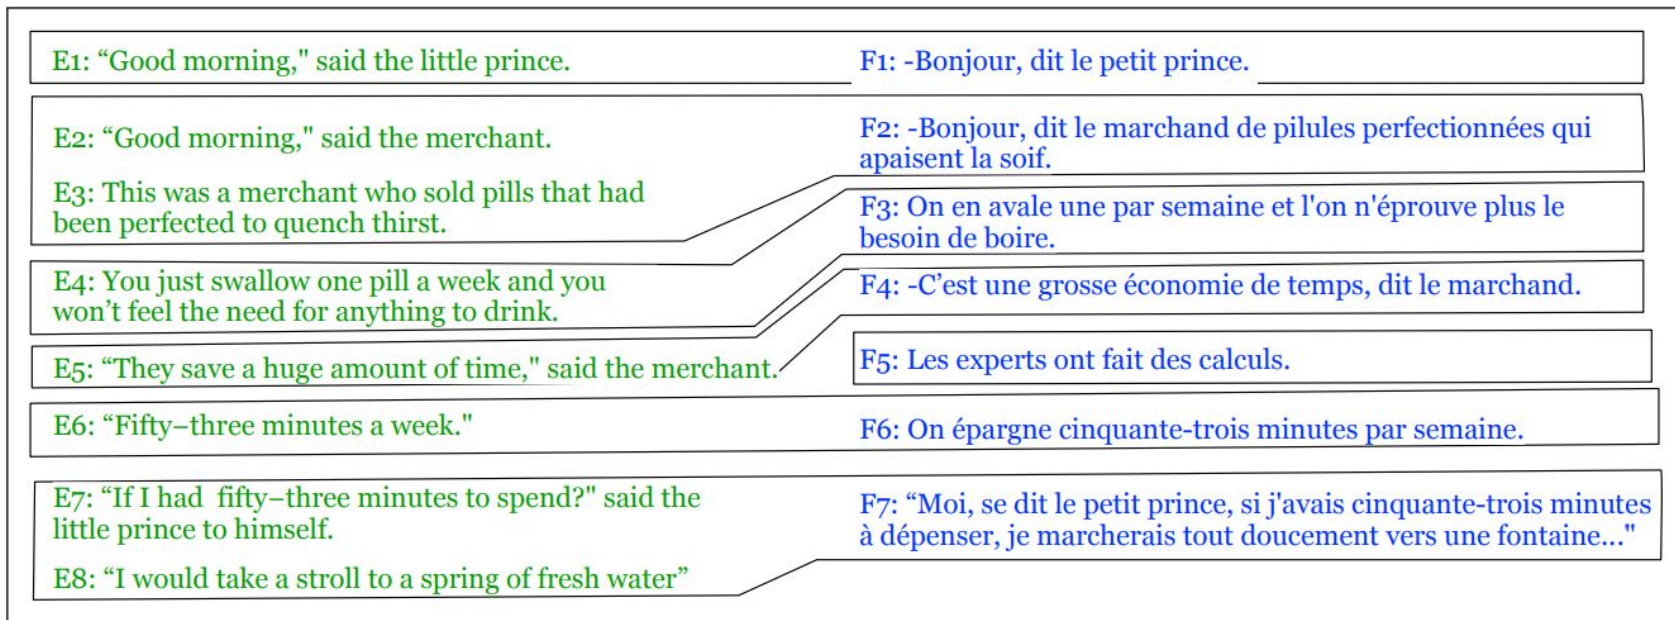 E1: “Good morning," said the little prince.
F1: -Bonjour, dit le petit prince.
E2: “Good morning," said the merchant.
F2: -Bonjour, dit le marchand de pilules perfectionnées qui
apaisent la soif.
E3: This was a merchant who sold pills that had
been perfected to quench thirst.
F3: On en avale une par semaine et l'on n'éprouve plus le
besoin de boire.
E4: You just swallow one pill a week and you
won’t feel the need for anything to drink.
F4: -C’est une grosse économie de temps, dit le marchand.
E5: “They save a huge amount of time," said the merchant.
F5: Les experts ont fait des calculs.
E6: “Fifty–three minutes a week."
F6: On épargne cinquante-trois minutes par semaine.
E7: “If I had  fifty–three minutes to spend?" said the
little prince to himself.
F7: “Moi, se dit le petit prince, si j'avais cinquante-trois minutes
à dépenser, je marcherais tout doucement vers une fontaine..."
E8: “I would take a stroll to a spring of fresh water”